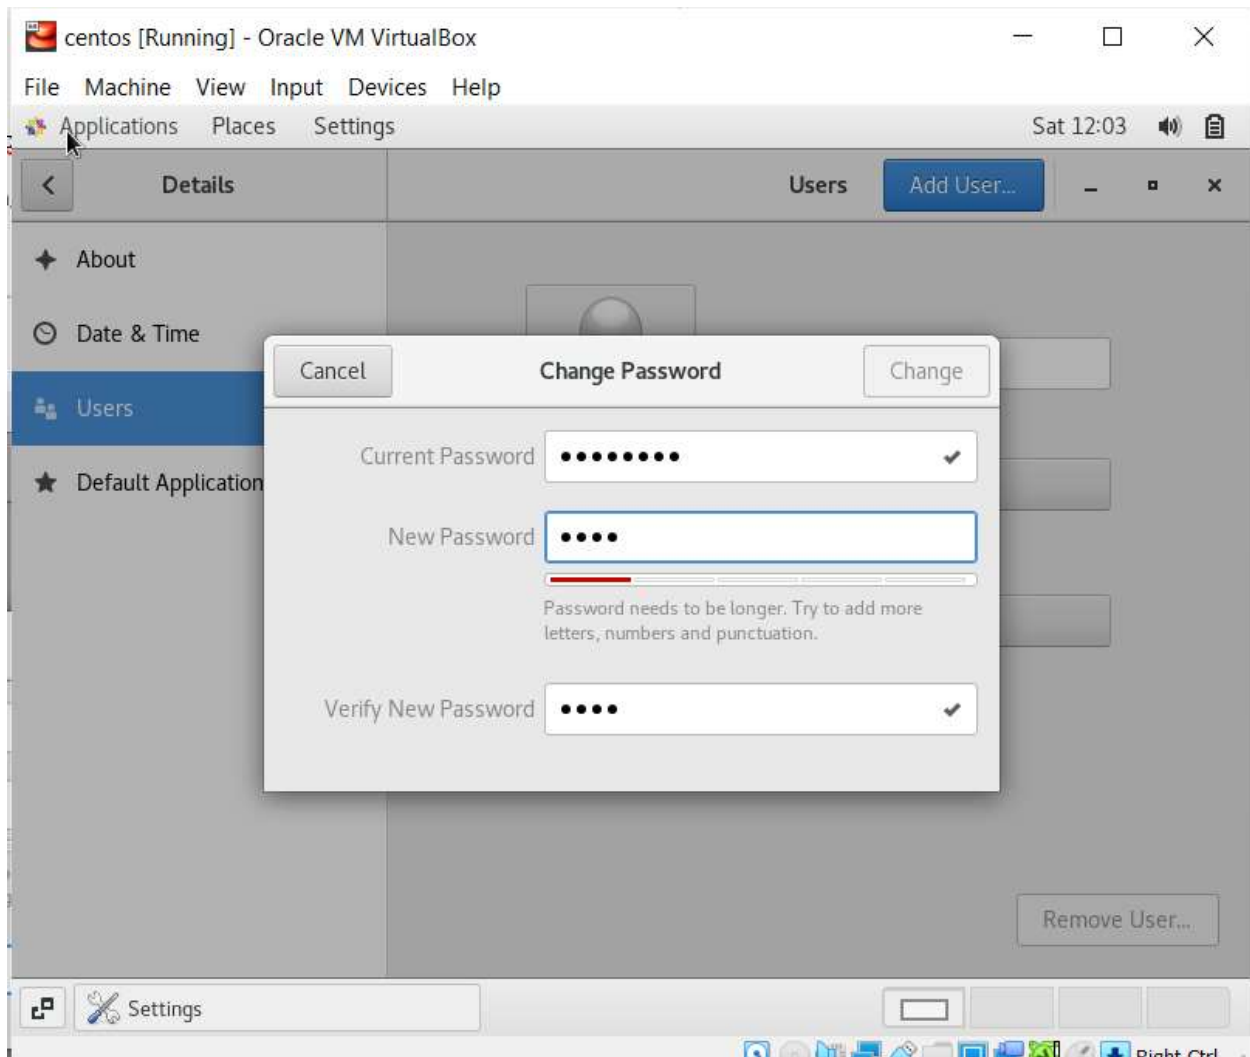 centos [Running] - Oracle VM VirtualBox
File Machine View Input Devices Help
Applications Places Settings Sat 12:03
Details Users Add User...
About
Date & Time
Users
Default Application
Cancel Change Password Change
Current Password
New Password
Password needs to be longer. Try to add more
letters, numbers and punctuation.
Verify New Password
Remove User...
Settings
Right Ctrl